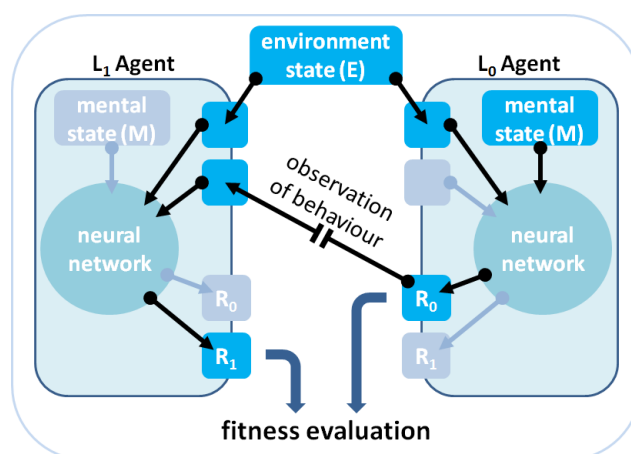 environment
state (E)
L₁ Agent
L₀ Agent
mental
state (M)
mental
state (M)
observation
of behaviour
neural
network
neural
network
R₀
R₀
R₁
R₁
fitness evaluation